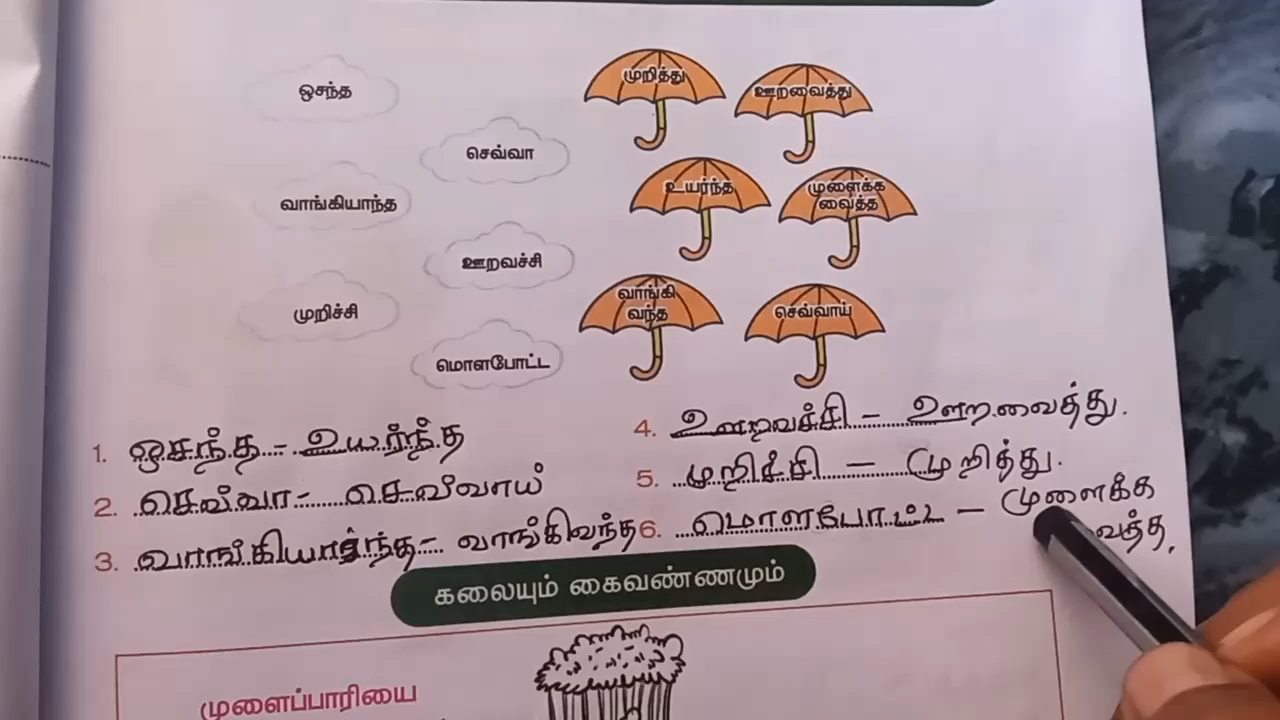 ஒசந்த
முறித்து
ஊறவைத்து
செவ்வா
வாங்கியாந்த
உயர்ந்த
முளைக்க
வைத்த
ஊறவச்சி
முறிச்சி
வாங்கி
வந்த
செவ்வாய்
மொளபோட்ட
1. ஒசந்த - உயர்ந்த
2. செவ்வா - செவ்வாய்
3. வாங்கியாந்த - வாங்கிவந்த
4. ஊறவச்சி - ஊறவைத்து.
5. முறிச்சி - முறித்து.
6. மொளபோட்ட - முளைக்க
வத்த.
கலையும் கைவண்ணமும்
முளைப்பாரியை